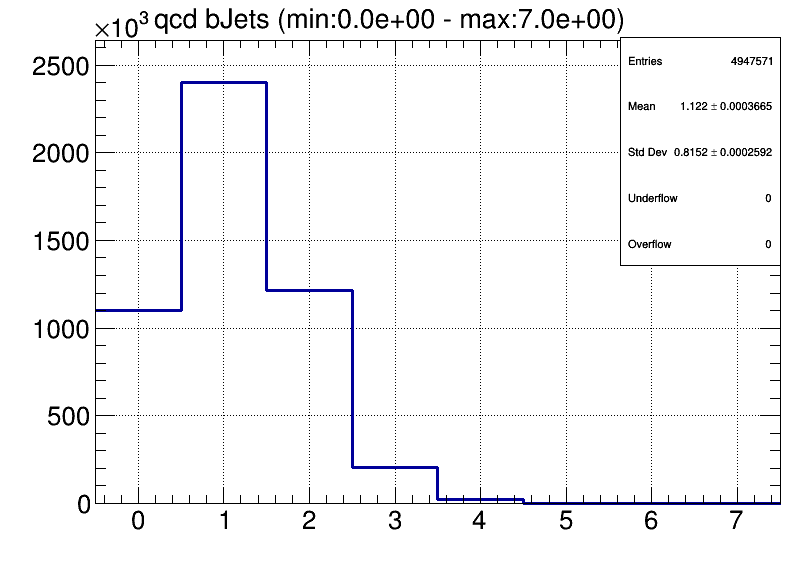 ×10³ qcd bJets (min:0.0e+00 - max:7.0e+00)
Entries 4947571
Mean 1.122 ± 0.0003665
Std Dev 0.8152 ± 0.0002592
Underflow 0
Overflow 0
2500
2000
1500
1000
500
0
0 1 2 3 4 5 6 7